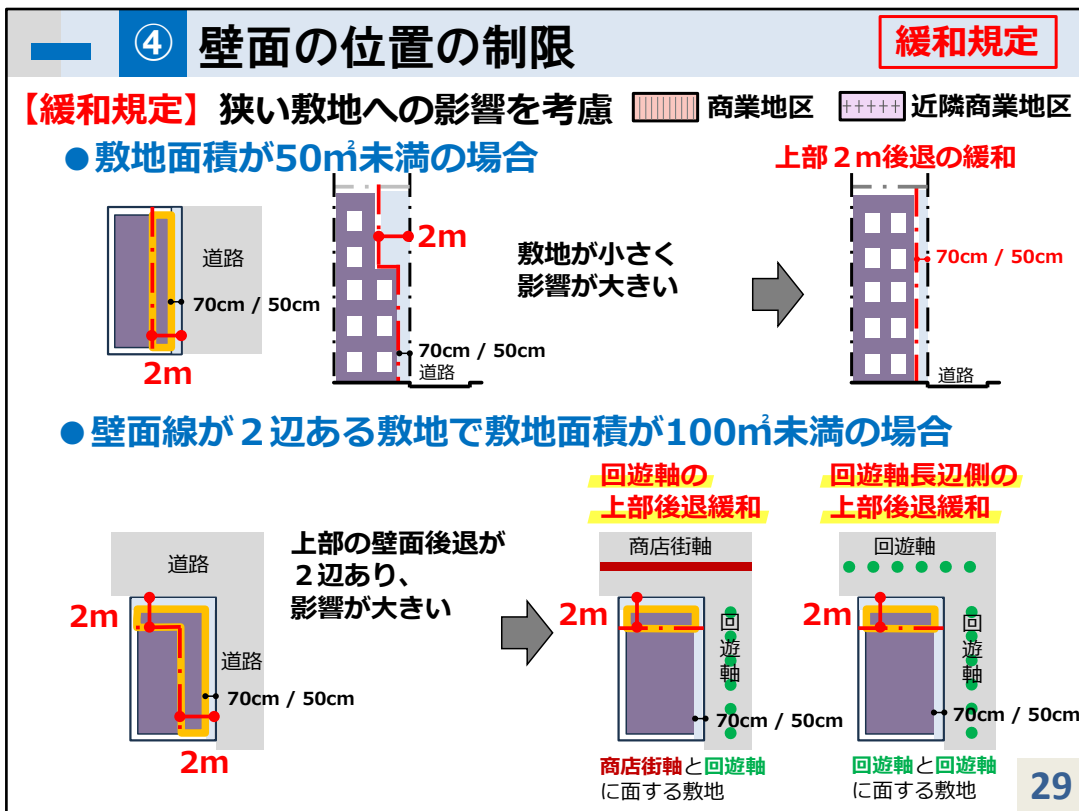 ④ 壁面の位置の制限
緩和規定
【緩和規定】狭い敷地への影響を考慮
商業地区
近隣商業地区
●敷地面積が50㎡未満の場合
上部２ｍ後退の緩和
道路
70cm / 50cm
2m
2m
70cm / 50cm
道路
敷地が小さく
影響が大きい
70cm / 50cm
道路
●壁面線が２辺ある敷地で敷地面積が100㎡未満の場合
道路
2m
道路
70cm / 50cm
2m
上部の壁面後退が
２辺あり、
影響が大きい
回遊軸の
上部後退緩和
商店街軸
2m
回遊軸
70cm / 50cm
商店街軸と回遊軸
に面する敷地
回遊軸長辺側の
上部後退緩和
回遊軸
2m
回遊軸
70cm / 50cm
回遊軸と回遊軸
に面する敷地
29